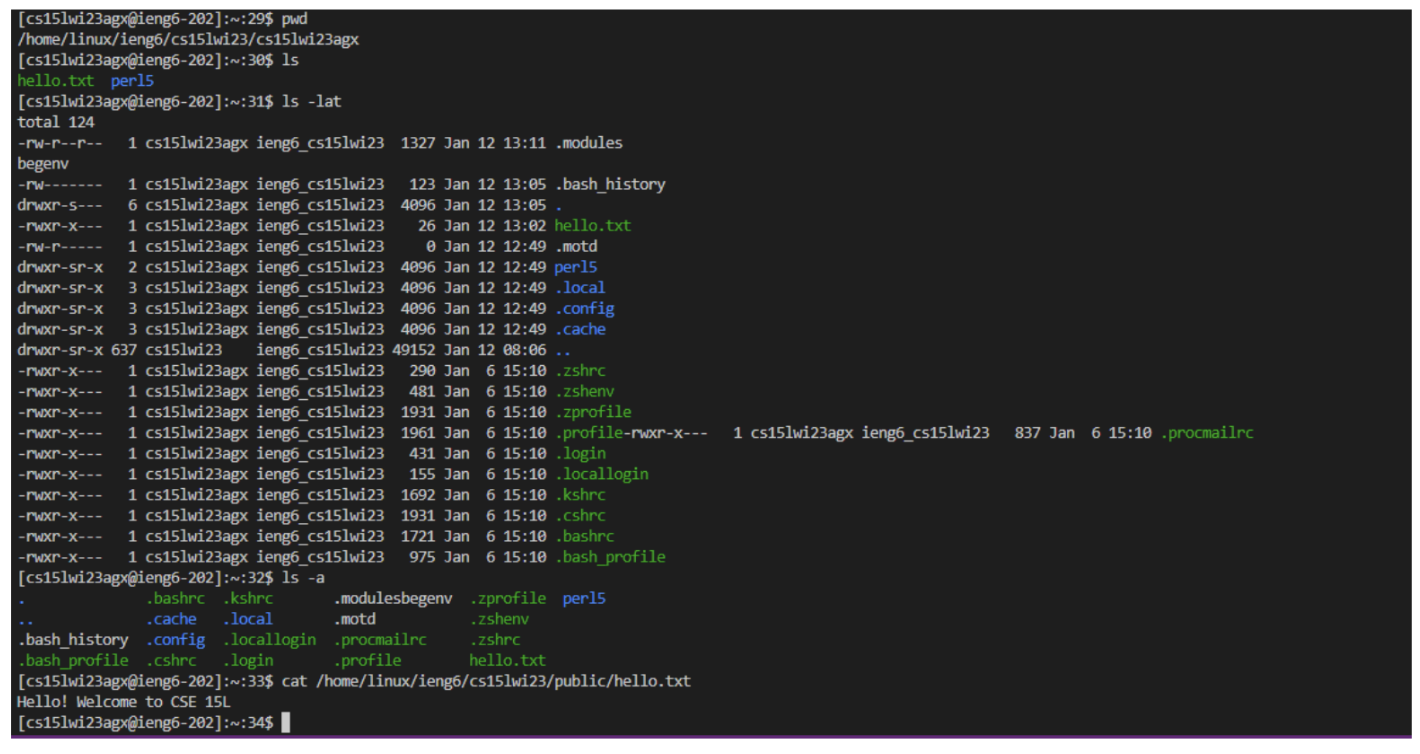 [cs15lwi23agx@ieng6-202]:~:29$ pwd
/home/linux/ieng6/cs15lwi23/cs15lwi23agx
[cs15lwi23agx@ieng6-202]:~:30$ ls
hello.txt  perl5
[cs15lwi23agx@ieng6-202]:~:31$ ls -lat
total 124
-rw-r--r--   1 cs15lwi23agx ieng6_cs15lwi23  1327 Jan 12 13:11 .modules
begenv
-rw-------   1 cs15lwi23agx ieng6_cs15lwi23   123 Jan 12 13:05 .bash_history
drwxr-s---   6 cs15lwi23agx ieng6_cs15lwi23  4096 Jan 12 13:05 .
-rwxr-x---   1 cs15lwi23agx ieng6_cs15lwi23    26 Jan 12 13:02 hello.txt
-rw-r-----   1 cs15lwi23agx ieng6_cs15lwi23     0 Jan 12 12:49 .motd
drwxr-sr-x   2 cs15lwi23agx ieng6_cs15lwi23  4096 Jan 12 12:49 perl5
drwxr-sr-x   3 cs15lwi23agx ieng6_cs15lwi23  4096 Jan 12 12:49 .local
drwxr-sr-x   3 cs15lwi23agx ieng6_cs15lwi23  4096 Jan 12 12:49 .config
drwxr-sr-x   3 cs15lwi23agx ieng6_cs15lwi23  4096 Jan 12 12:49 .cache
drwxr-sr-x 637 cs15lwi23    ieng6_cs15lwi23 49152 Jan 12 08:06 ..
-rwxr-x---   1 cs15lwi23agx ieng6_cs15lwi23   290 Jan  6 15:10 .zshrc
-rwxr-x---   1 cs15lwi23agx ieng6_cs15lwi23   481 Jan  6 15:10 .zshenv
-rwxr-x---   1 cs15lwi23agx ieng6_cs15lwi23  1931 Jan  6 15:10 .zprofile
-rwxr-x---   1 cs15lwi23agx ieng6_cs15lwi23  1961 Jan  6 15:10 .profile-rwxr-x---   1 cs15lwi23agx ieng6_cs15lwi23   837 Jan  6 15:10 .procmailrc
-rwxr-x---   1 cs15lwi23agx ieng6_cs15lwi23   431 Jan  6 15:10 .login
-rwxr-x---   1 cs15lwi23agx ieng6_cs15lwi23   155 Jan  6 15:10 .locallogin
-rwxr-x---   1 cs15lwi23agx ieng6_cs15lwi23  1692 Jan  6 15:10 .kshrc
-rwxr-x---   1 cs15lwi23agx ieng6_cs15lwi23  1931 Jan  6 15:10 .cshrc
-rwxr-x---   1 cs15lwi23agx ieng6_cs15lwi23  1721 Jan  6 15:10 .bashrc
-rwxr-x---   1 cs15lwi23agx ieng6_cs15lwi23   975 Jan  6 15:10 .bash_profile
[cs15lwi23agx@ieng6-202]:~:32$ ls -a
.              .bashrc  .kshrc       .modulesbegenv  .zprofile  perl5
..             .cache   .local       .motd           .zshenv
.bash_history  .config  .locallogin  .procmailrc     .zshrc
.bash_profile  .cshrc   .login       .profile        hello.txt
[cs15lwi23agx@ieng6-202]:~:33$ cat /home/linux/ieng6/cs15lwi23/public/hello.txt
Hello! Welcome to CSE 15L
[cs15lwi23agx@ieng6-202]:~:34$